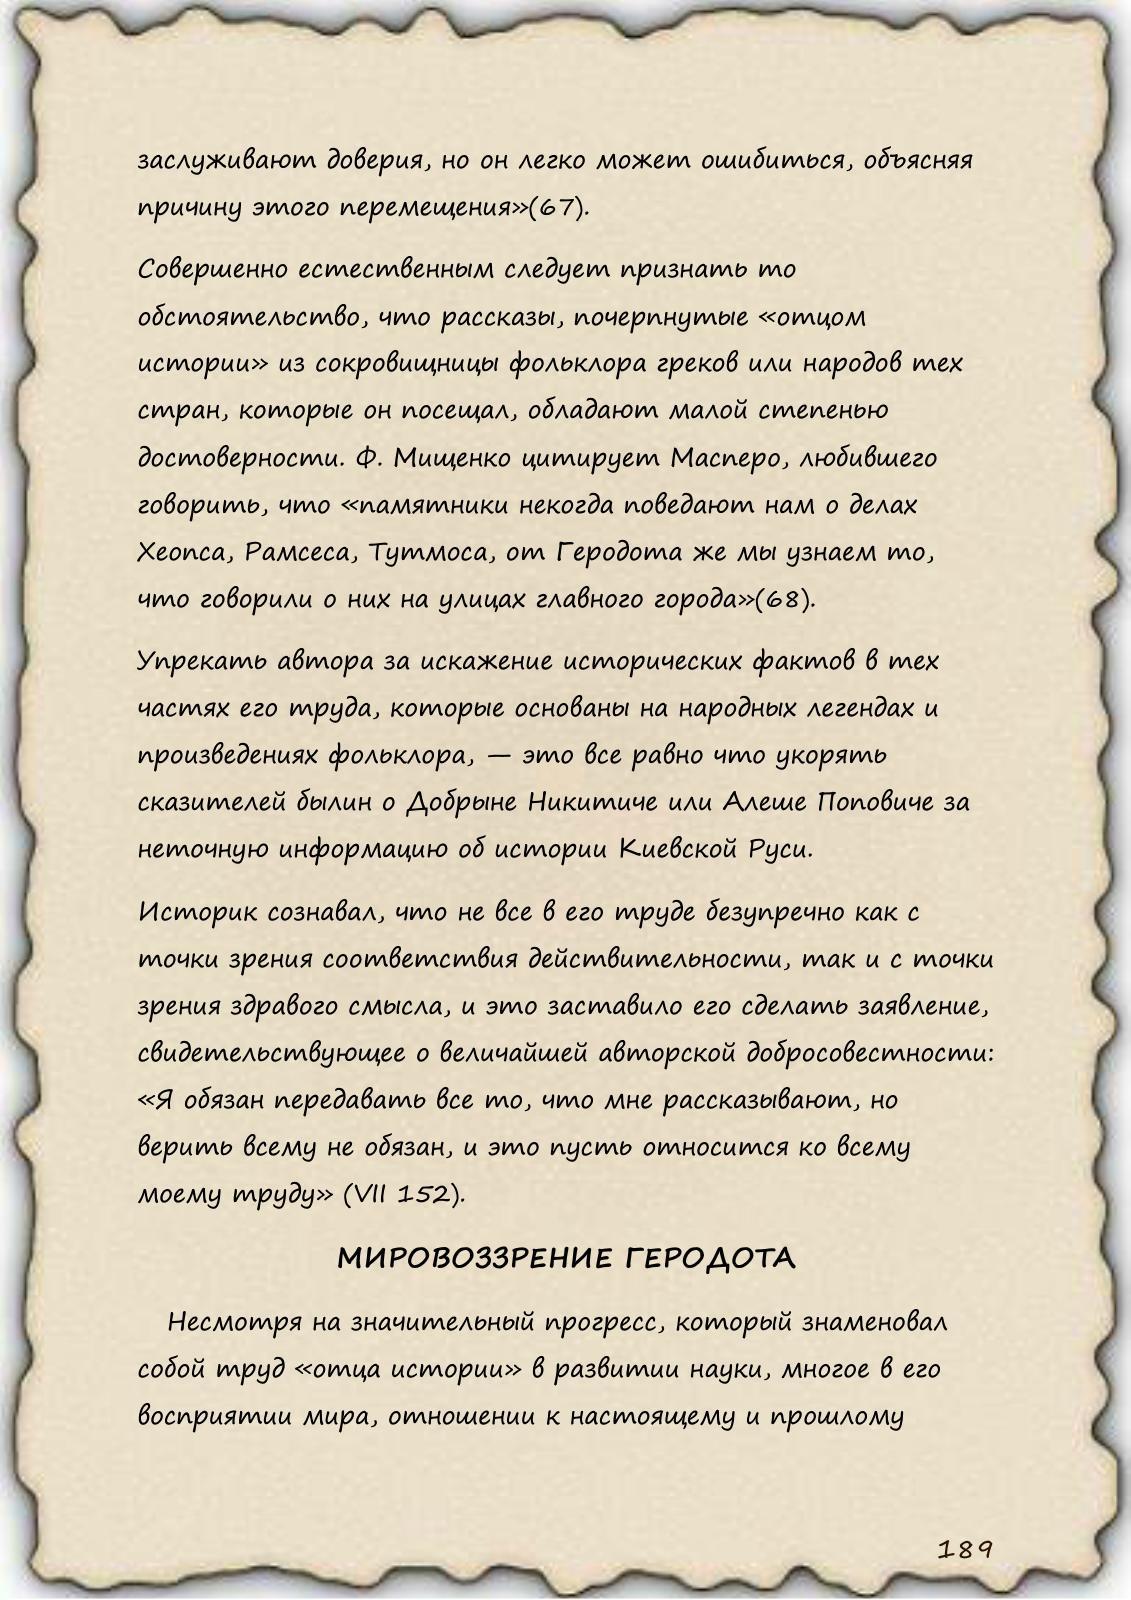 заслуживают доверия, но он легко может ошибиться, объясняя
причину этого перемещения»(67).
Совершенно естественным следует признать то
обстоятельство, что рассказы, почерпнутые «отцом
истории» из сокровищницы фольклора греков или народов тех
стран, которые он посещал, обладают малой степенью
достоверности. Ф. Мищенко цитирует Масперо, любившего
говорить, что «памятники некогда поведают нам о делах
Хеопса, Рамсеса, Тутмоса, от Геродота же мы узнаем то,
что говорили о них на улицах главного города»(68).
Упрекать автора за искажение исторических фактов в тех
частях его труда, которые основаны на народных легендах и
произведениях фольклора, — это все равно что укорять
сказителей былин о Добрыне Никитиче или Алеше Поповиче за
неточную информацию об истории Киевской Руси.
Историк сознавал, что не все в его труде безупречно как с
точки зрения соответствия действительности, так и с точки
зрения здравого смысла, и это заставило его сделать заявление,
свидетельствующее о величайшей авторской добросовестности:
«Я обязан передавать все то, что мне рассказывают, но
верить всему не обязан, и это пусть относится ко всему
моему труду» (VII 152).
МИРОВОЗЗРЕНИЕ ГЕРОДОТА
Несмотря на значительный прогресс, который знаменовал
собой труд «отца истории» в развитии науки, многое в его
восприятии мира, отношении к настоящему и прошлому
189